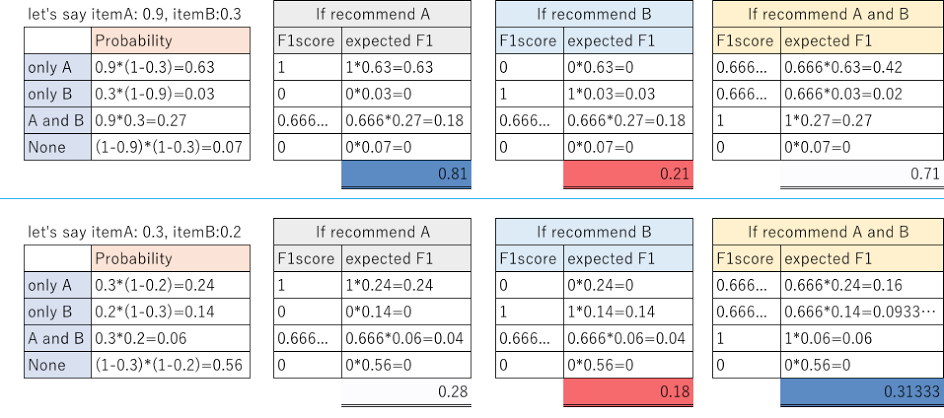 let's say itemA: 0.9, itemB:0.3
If recommend A If recommend B If recommend A and B
Probability F1score expected F1 F1score expected F1 F1score expected F1
only A 0.9*(1-0.3)=0.63 1 1*0.63=0.63 0 0*0.63=0 0.666... 0.666*0.63=0.42
only B 0.3*(1-0.9)=0.03 0 0*0.03=0 1 1*0.03=0.03 0.666... 0.666*0.03=0.02
A and B 0.9*0.3=0.27 0.666... 0.666*0.27=0.18 0.666... 0.666*0.27=0.18 1 1*0.27=0.27
None (1-0.9)*(1-0.3)=0.07 0 0*0.07=0 0 0*0.07=0 0 0*0.07=0
0.81 0.21 0.71
let's say itemA: 0.3, itemB:0.2
If recommend A If recommend B If recommend A and B
Probability F1score expected F1 F1score expected F1 F1score expected F1
only A 0.3*(1-0.2)=0.24 1 1*0.24=0.24 0 0*0.24=0 0.666... 0.666*0.24=0.16
only B 0.2*(1-0.3)=0.14 0 0*0.14=0 1 1*0.14=0.14 0.666... 0.666*0.14=0.0933⋯
A and B 0.3*0.2=0.06 0.666... 0.666*0.06=0.04 0.666... 0.666*0.06=0.04 1 1*0.06=0.06
None (1-0.3)*(1-0.2)=0.56 0 0*0.56=0 0 0*0.56=0 0 0*0.56=0
0.28 0.18 0.31333